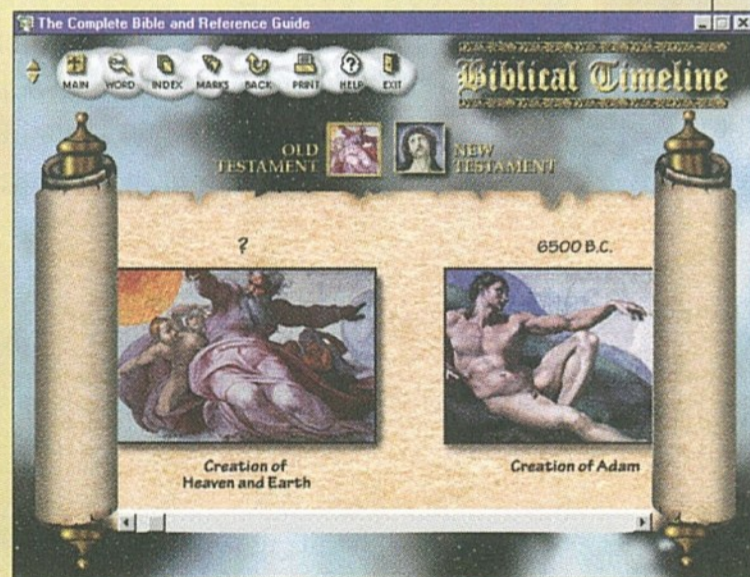 The Complete Bible and Reference Guide
MAIN WORD INDEX MARKS BACK PRINT HELP EXIT
Biblical Timeline
OLD
TESTAMENT
NEW
TESTAMENT
?
6500 B.C.
Creation of
Heaven and Earth
Creation of Adam